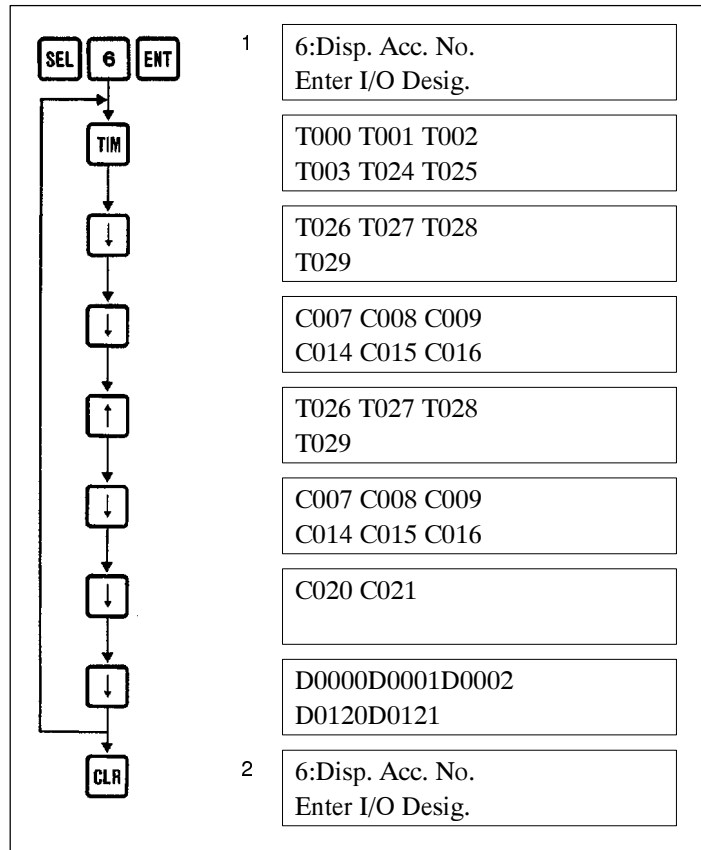 SEL 6 ENT 1 6:Disp. Acc. No.
Enter I/O Desig.
TIM T000 T001 T002
T003 T024 T025
↓ T026 T027 T028
T029
↓ C007 C008 C009
C014 C015 C016
↑ T026 T027 T028
T029
↓ C007 C008 C009
C014 C015 C016
↓ C020 C021
↓ D0000D0001D0002
D0120D0121
CLR 2 6:Disp. Acc. No.
Enter I/O Desig.